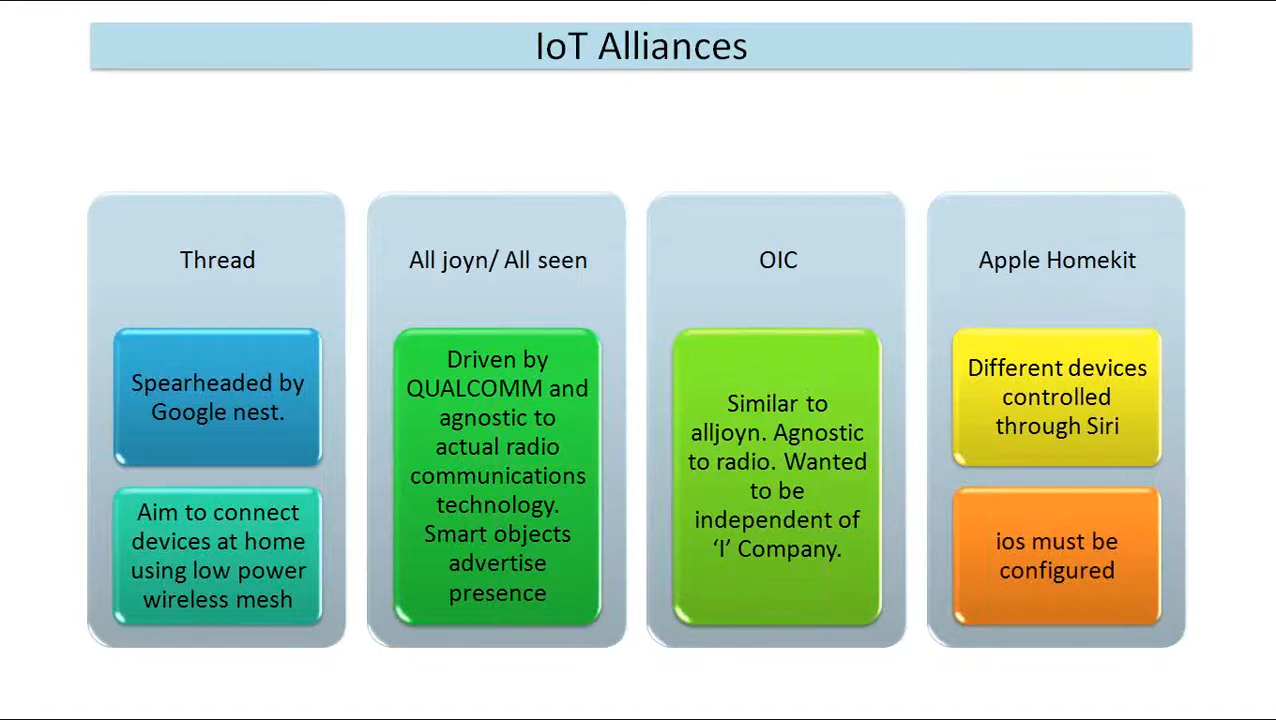 IoT Alliances
Thread
Spearheaded by
Google nest.
Aim to connect
devices at home
using low power
wireless mesh
All joyn/ All seen
Driven by
QUALCOMM and
agnostic to
actual radio
communications
technology.
Smart objects
advertise
presence
OIC
Similar to
alljoyn. Agnostic
to radio. Wanted
to be
independent of
‘I’ Company.
Apple Homekit
Different devices
controlled
through Siri
ios must be
configured